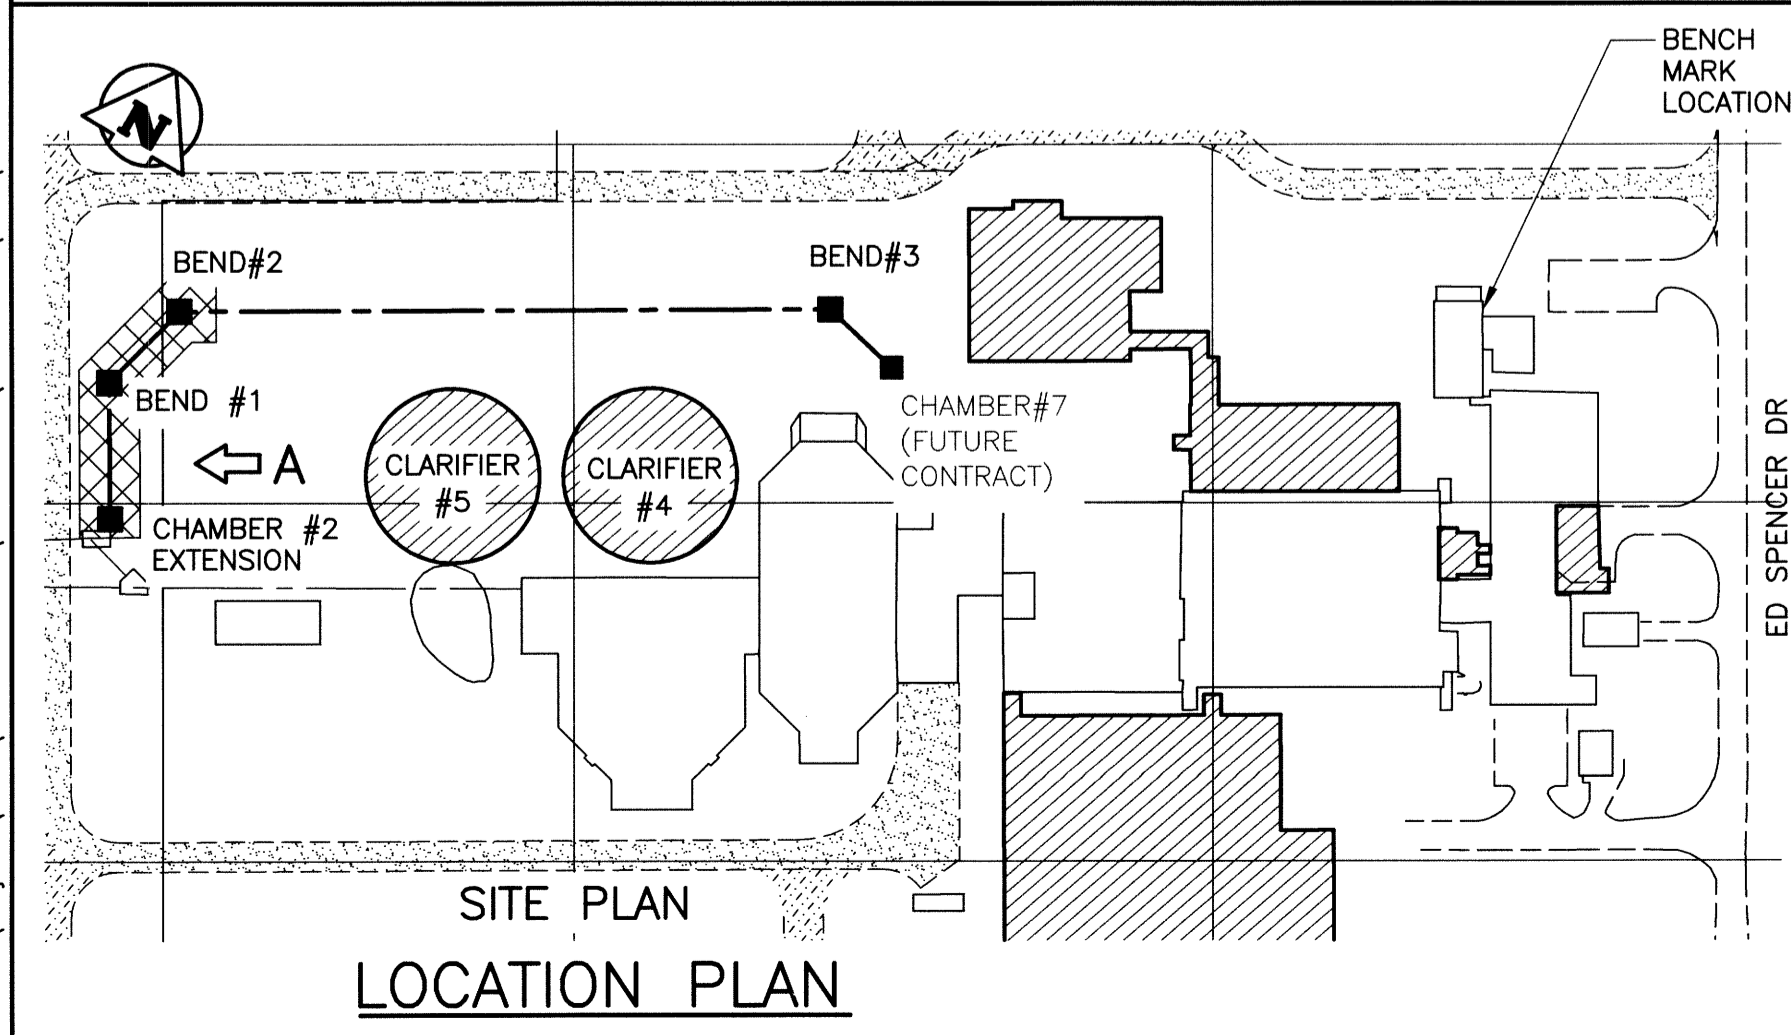 BENCH
MARK
LOCATION
N
BEND#2
BEND#3
BEND #1
CHAMBER#7
(FUTURE
CONTRACT)
A
CLARIFIER
#5
CLARIFIER
#4
CHAMBER #2
EXTENSION
ED SPENCER DR
SITE PLAN
LOCATION PLAN